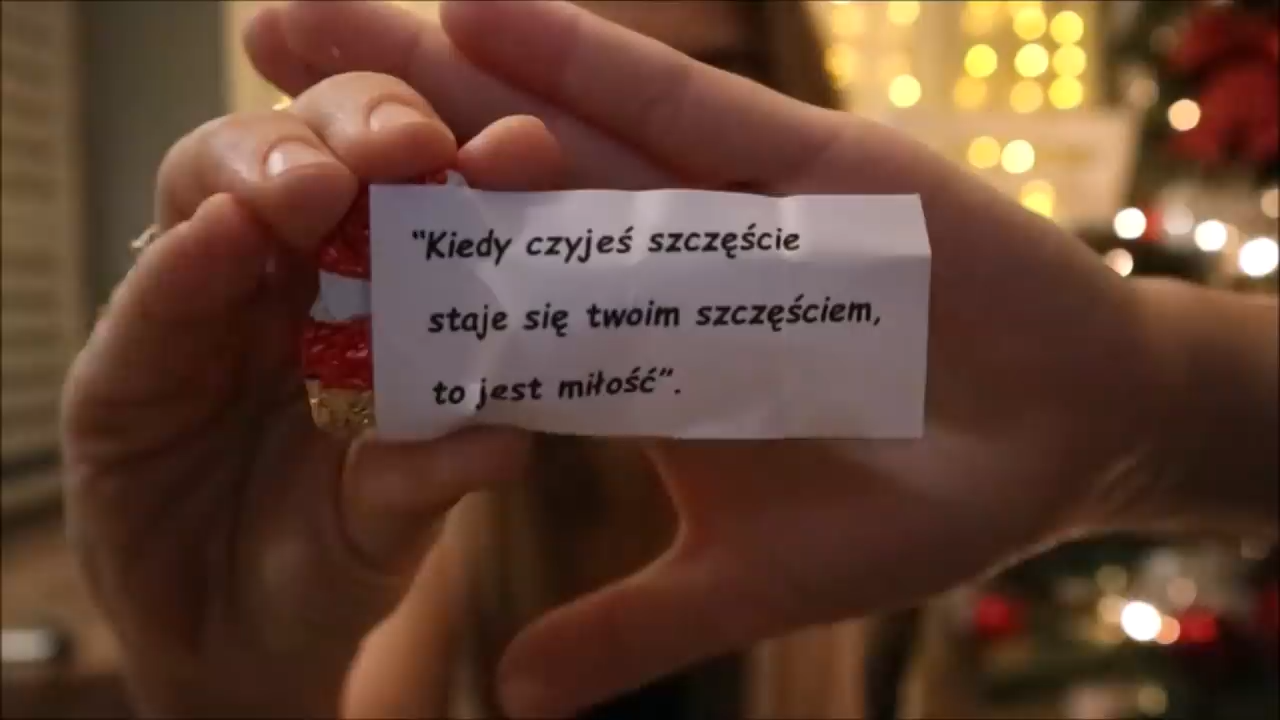 “Kiedy czyjeś szczęście
staje się twoim szczęściem,
to jest miłość”.